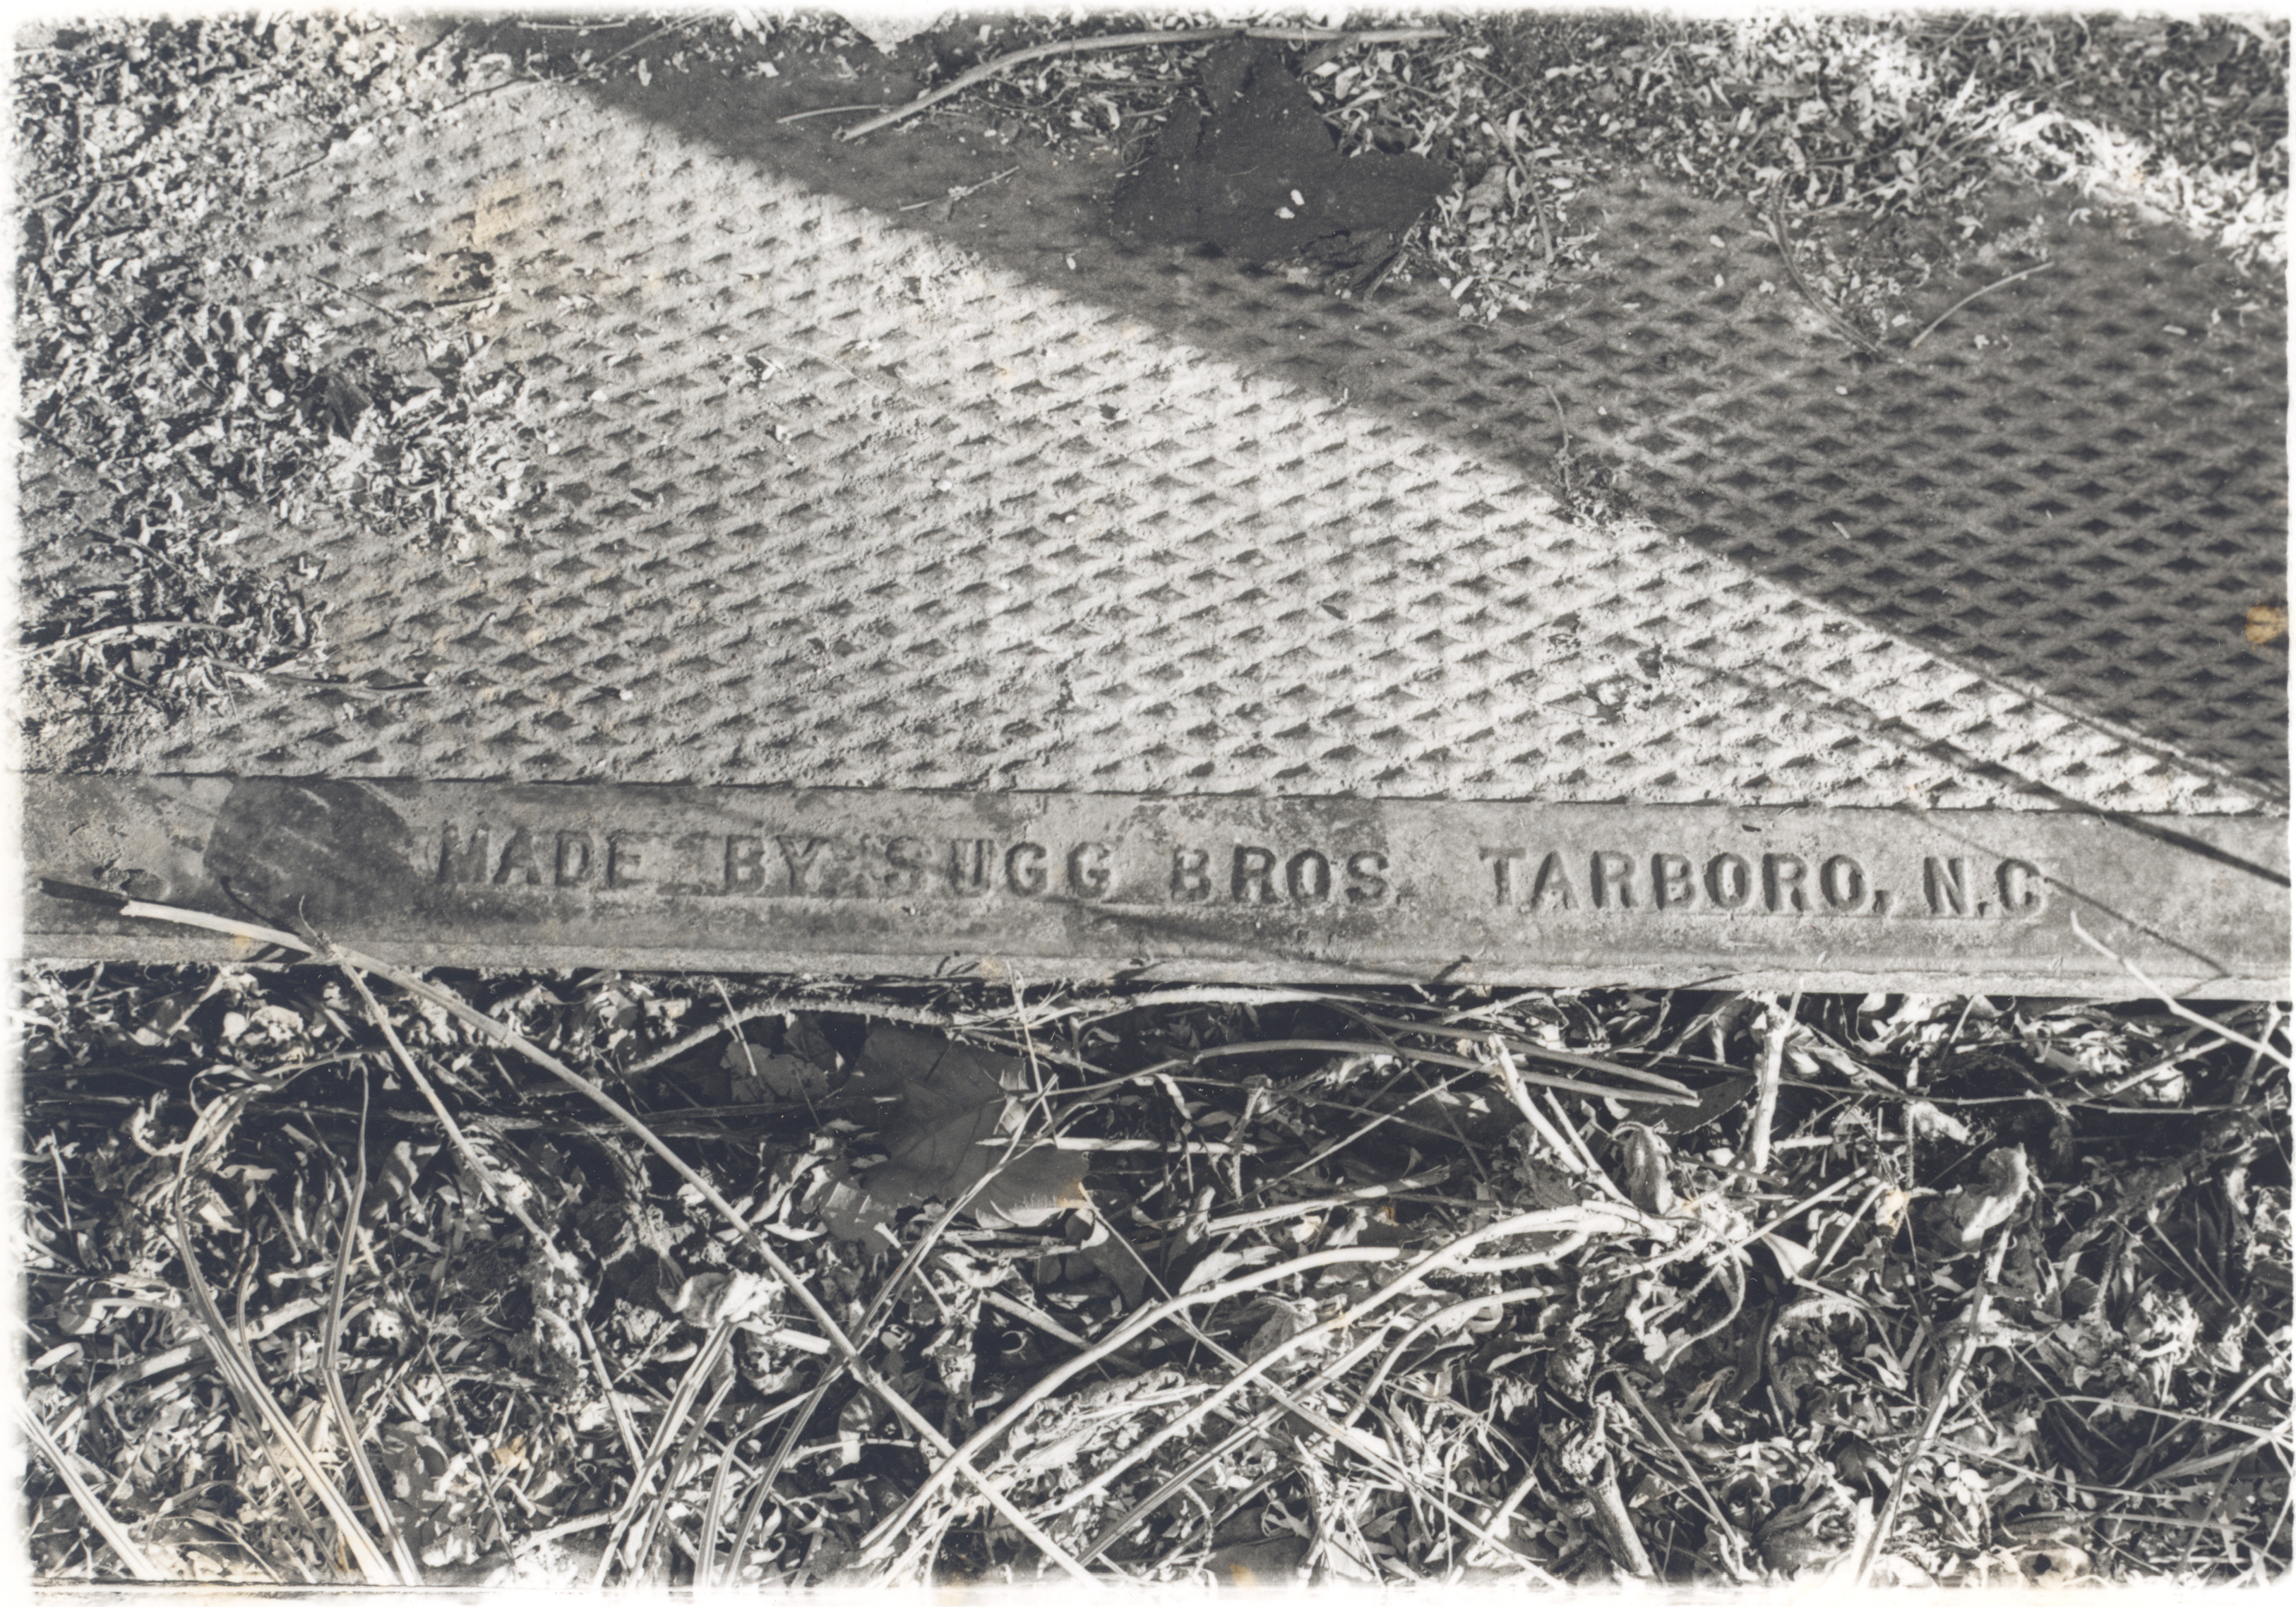 MADE BY SUGG BROS. TARBORO, N.C